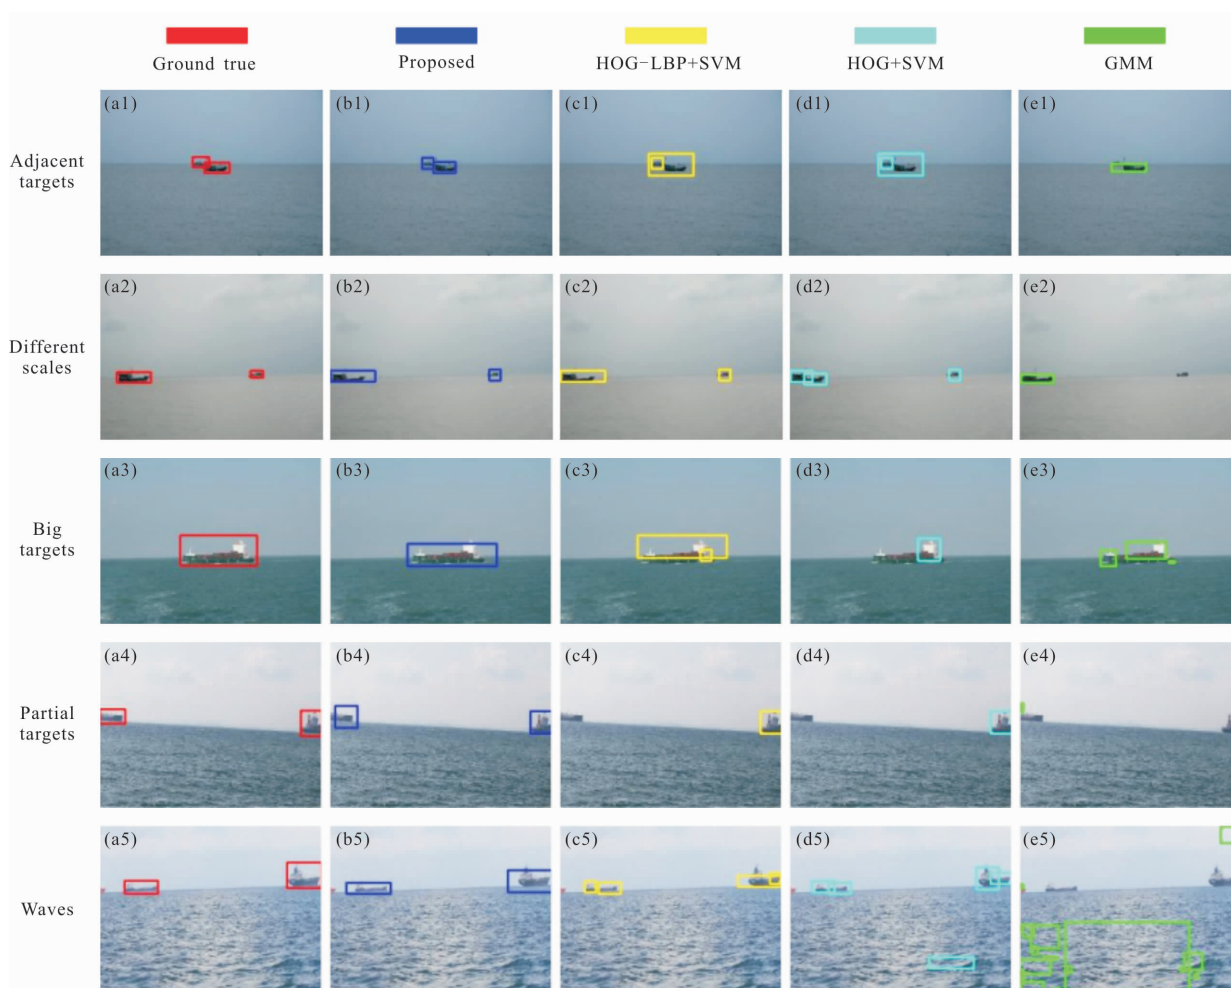 Ground true Proposed HOG-LBP+SVM HOG+SVM GMM
(a1) (b1) (c1) (d1) (e1)
Adjacent
targets
(a2) (b2) (c2) (d2) (e2)
Different
scales
(a3) (b3) (c3) (d3) (e3)
Big
targets
(a4) (b4) (c4) (d4) (e4)
Partial
targets
(a5) (b5) (c5) (d5) (e5)
Waves